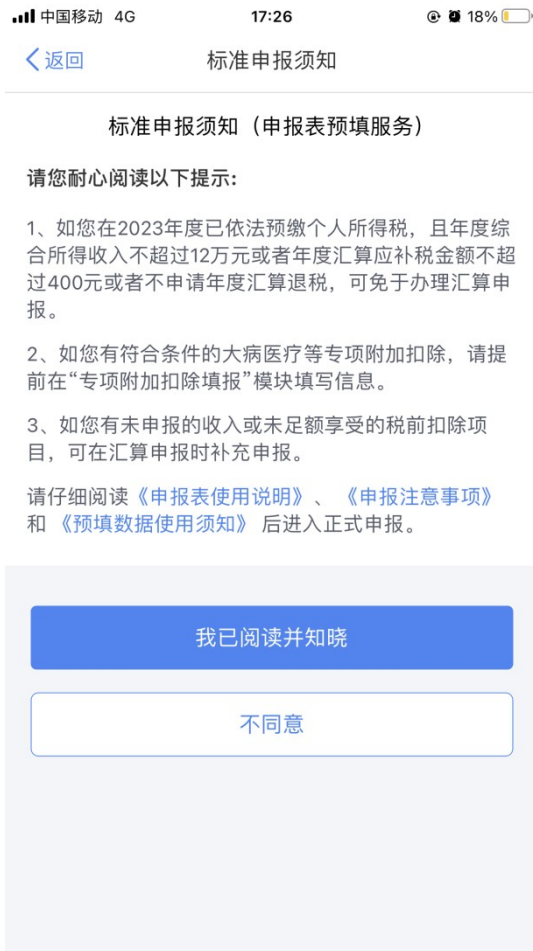 中国移动 4G 17:26 18%
返回 标准申报须知
标准申报须知（申报表预填服务）
请您耐心阅读以下提示:
1、如您在2023年度已依法预缴个人所得税，且年度综
合所得收入不超过12万元或者年度汇算应补税金额不超
过400元或者不申请年度汇算退税，可免于办理汇算申
报。
2、如您有符合条件的大病医疗等专项附加扣除，请提
前在“专项附加扣除填报”模块填写信息。
3、如您有未申报的收入或未足额享受的税前扣除项
目，可在汇算申报时补充申报。
请仔细阅读《申报表使用说明》、《申报注意事项》
和《预填数据使用须知》后进入正式申报。
我已阅读并知晓
不同意